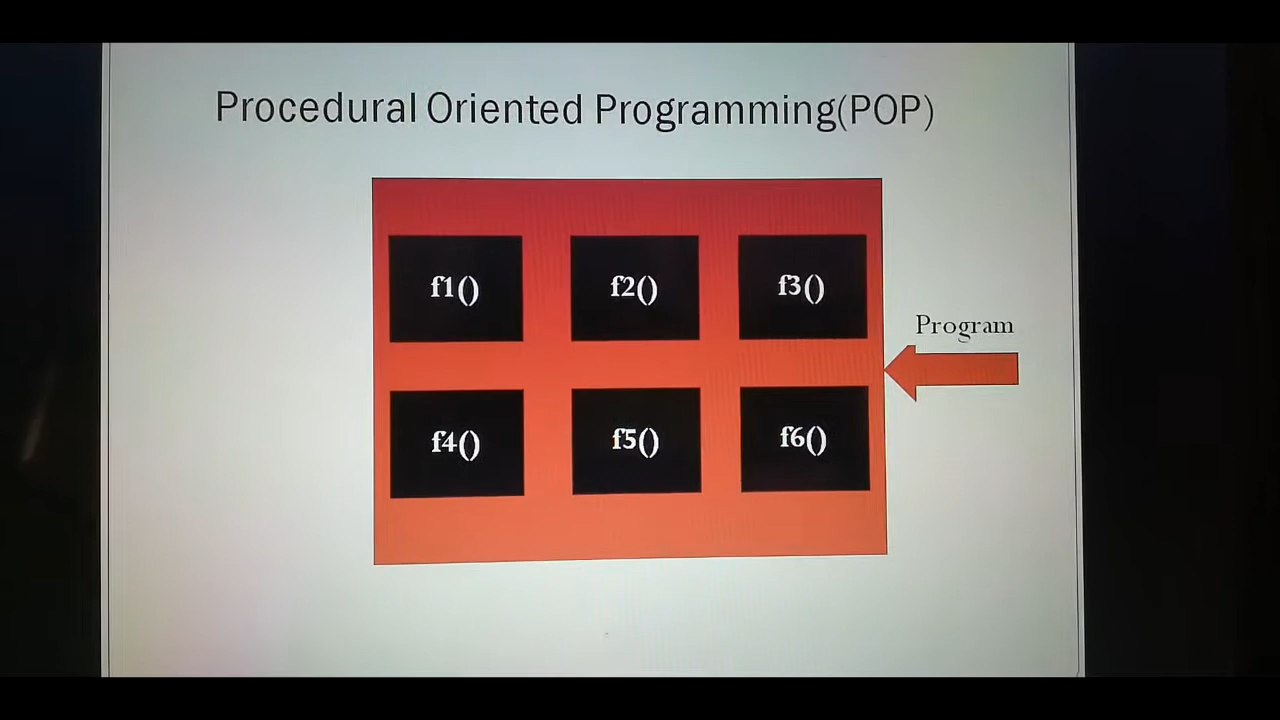 Procedural Oriented Programming(POP)
f1() f2() f3()
Program
f4() f5() f6()